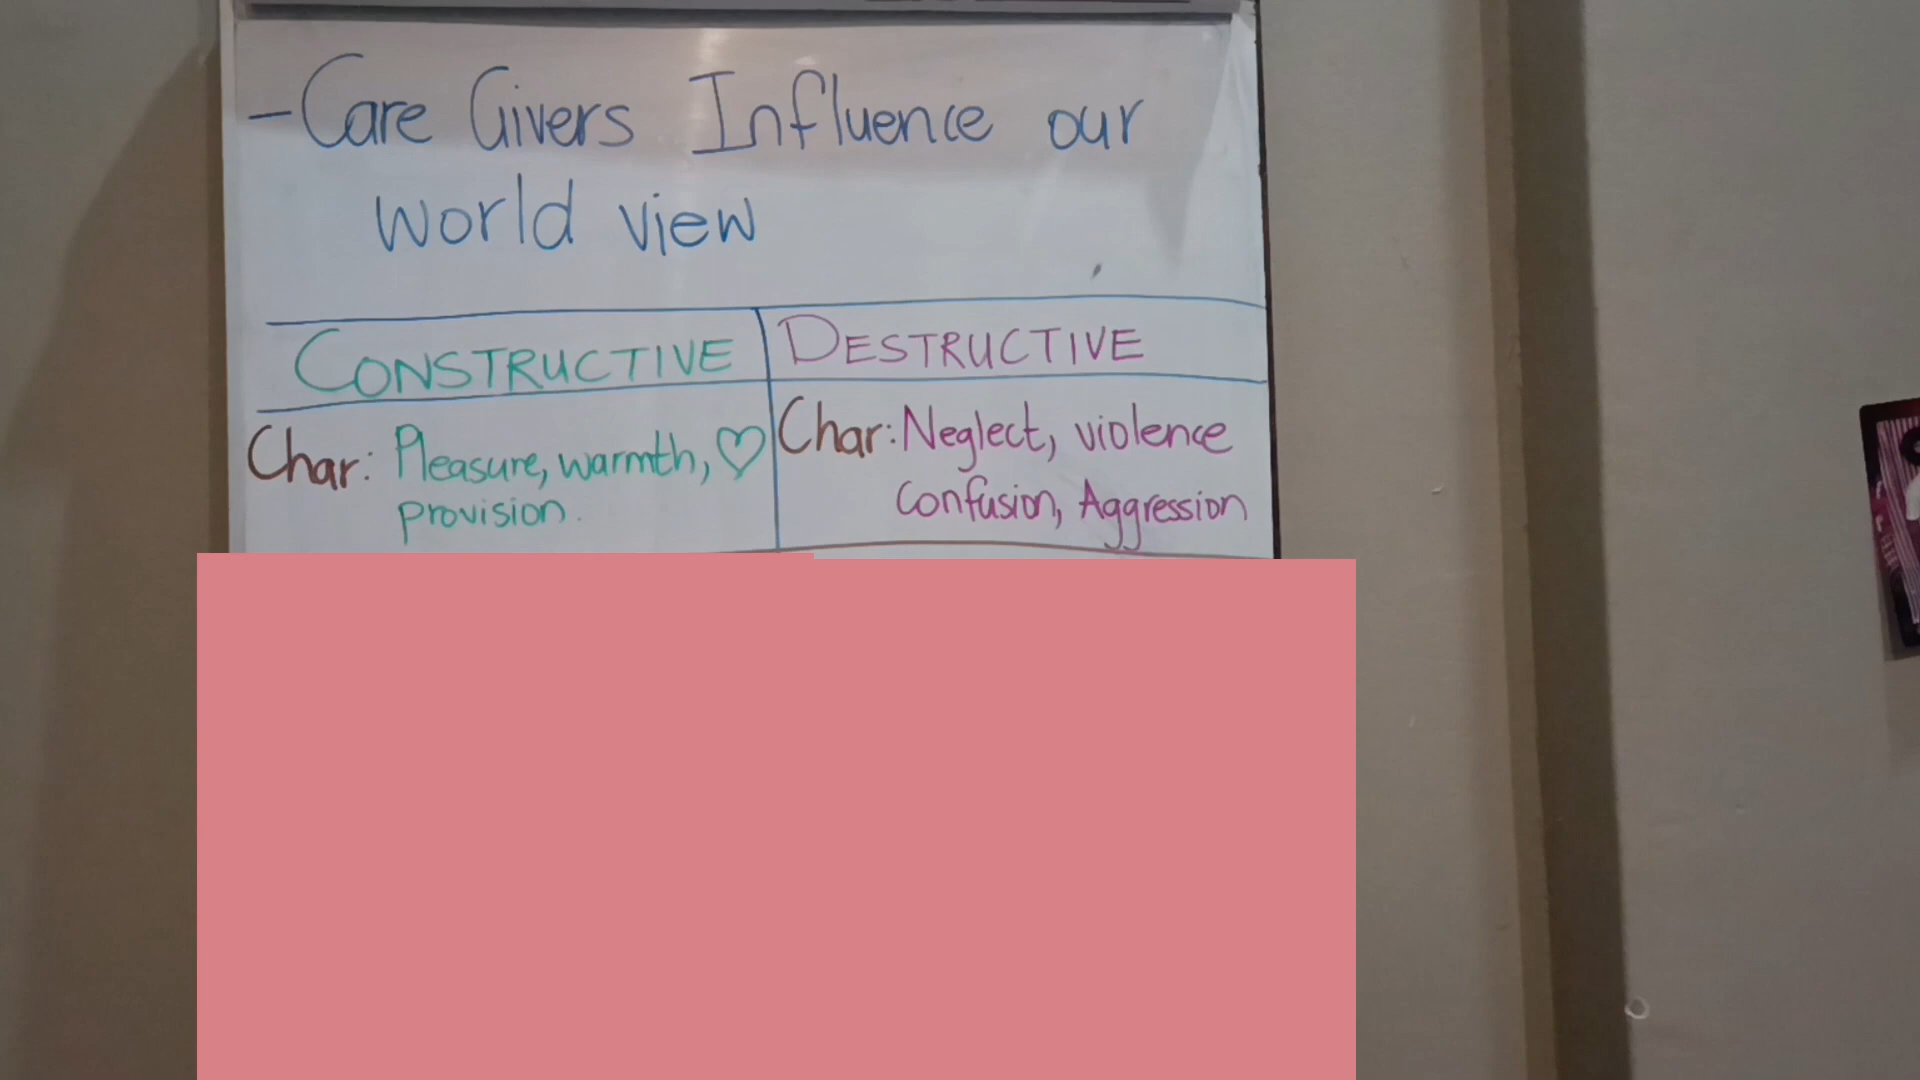 - Care Givers Influence our
world view
CONSTRUCTIVE
DESTRUCTIVE
Char: Pleasure, warmth, ♡
provision.
Char: Neglect, violence
Confusion, Aggression